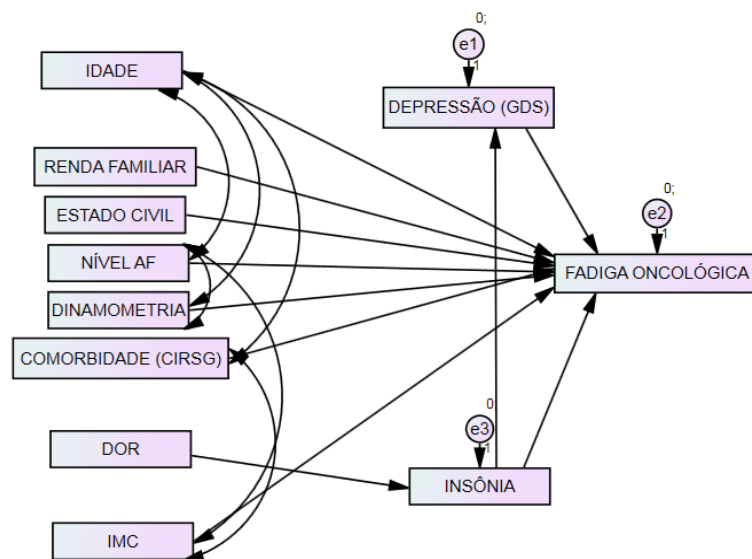 0;
e1
1
IDADE
DEPRESSÃO (GDS)
RENDA FAMILIAR
ESTADO CIVIL
0;
e2
1
NÍVEL AF
FADIGA ONCOLÓGICA
DINAMOMETRIA
COMORBIDADE (CIRSG)
0;
e3
1
DOR
INSÔNIA
IMC